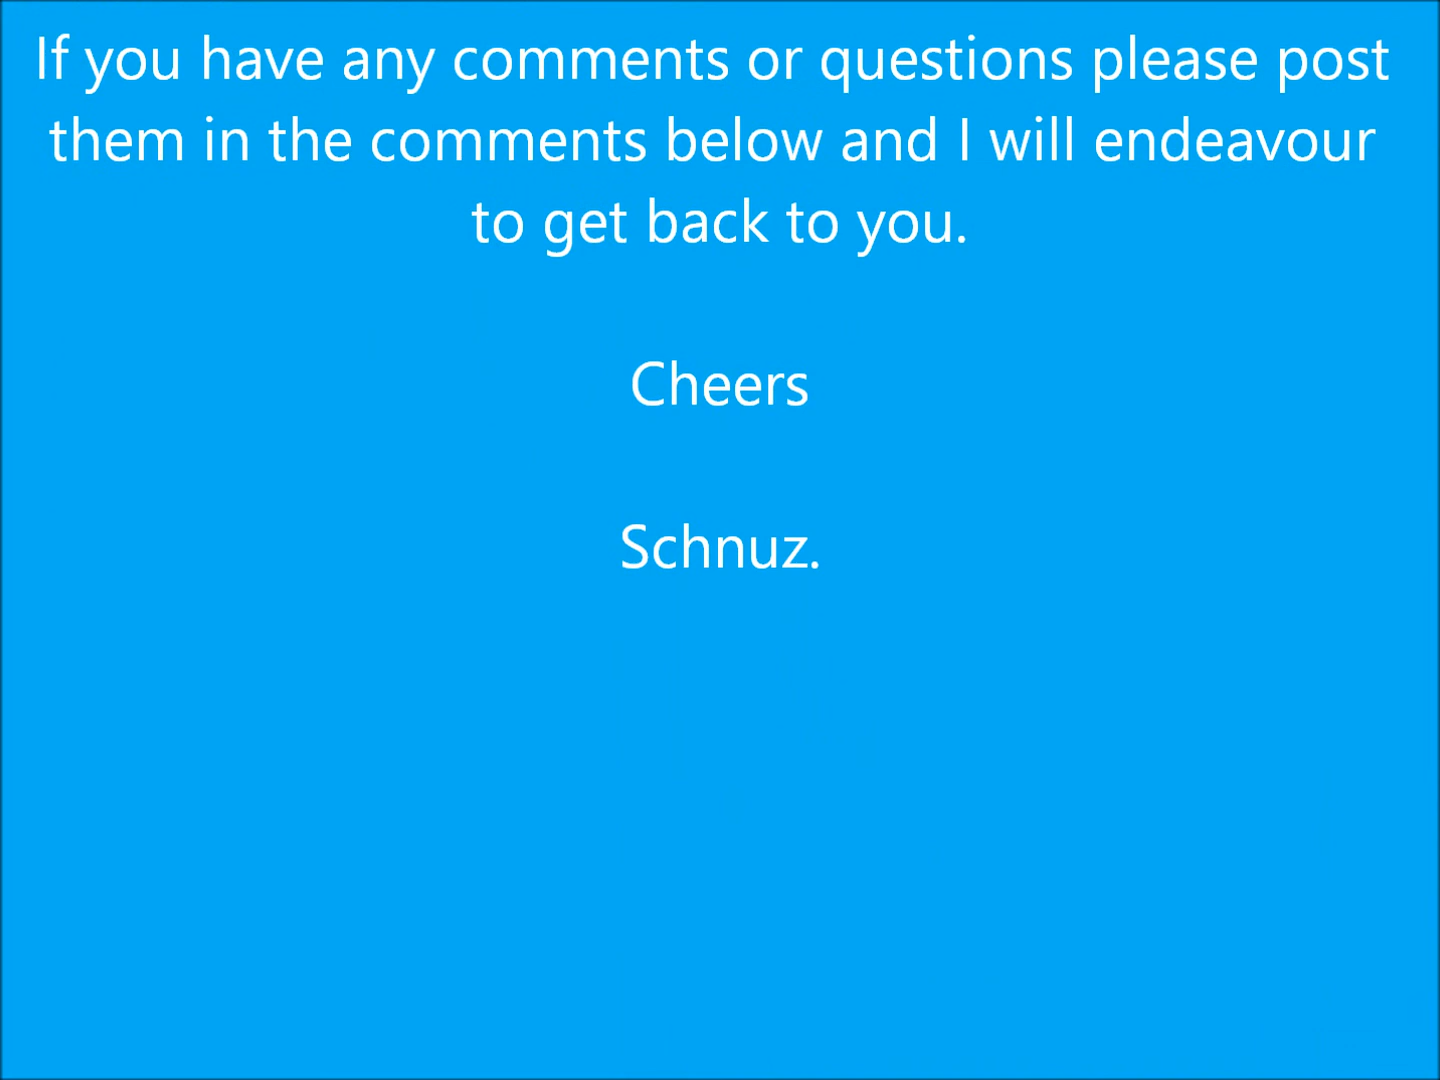 If you have any comments or questions please post
them in the comments below and I will endeavour
to get back to you.
Cheers
Schnuz.